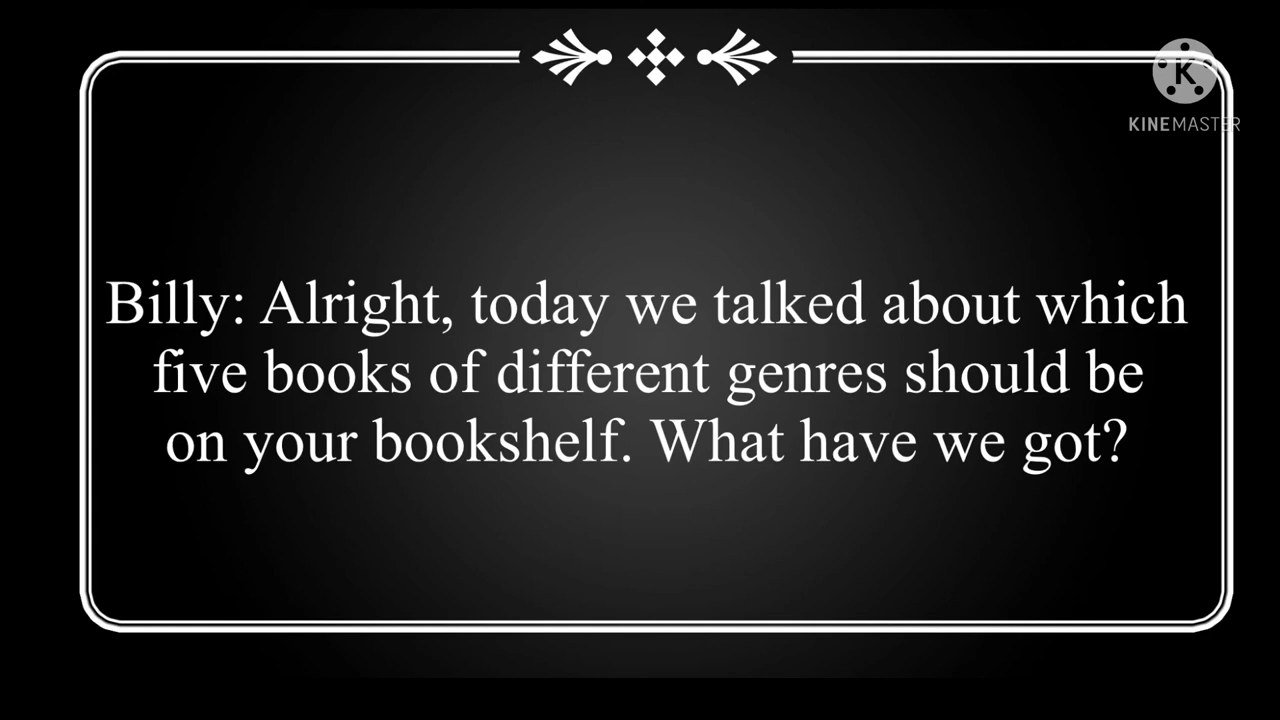 K
KINEMASTER
Billy: Alright, today we talked about which
five books of different genres should be
on your bookshelf. What have we got?